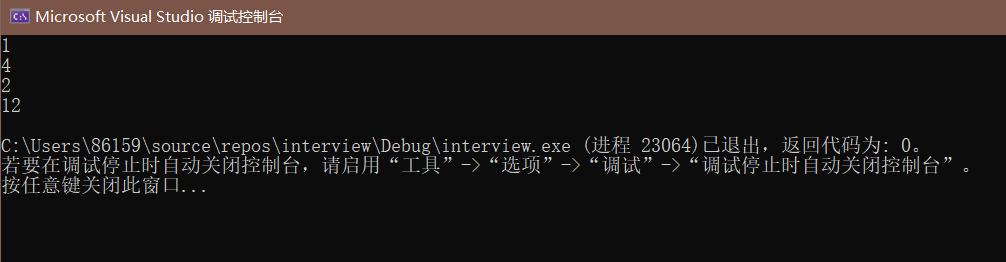 Microsoft Visual Studio 调试控制台
1
4
2
12
C:\Users\86159\source\repos\interview\Debug\interview.exe (进程 23064)已退出，返回代码为: 0。
若要在调试停止时自动关闭控制台，请启用“工具”->“选项”->“调试”->“调试停止时自动关闭控制台”。
按任意键关闭此窗口...